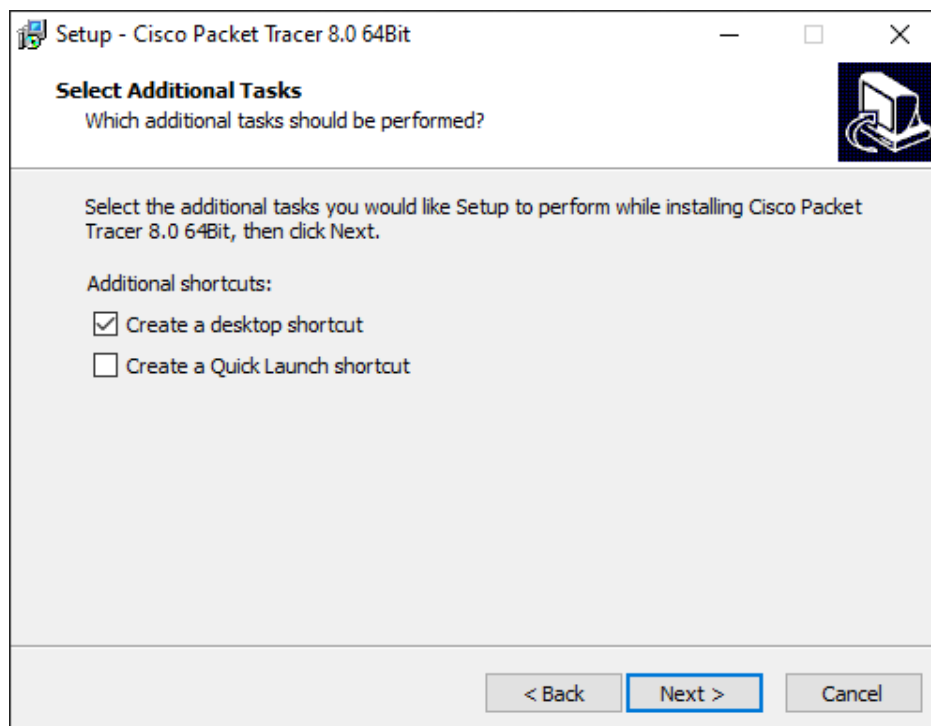 Setup - Cisco Packet Tracer 8.0 64Bit
Select Additional Tasks
Which additional tasks should be performed?
Select the additional tasks you would like Setup to perform while installing Cisco Packet
Tracer 8.0 64Bit, then click Next.
Additional shortcuts:
Create a desktop shortcut
Create a Quick Launch shortcut
< Back Next > Cancel